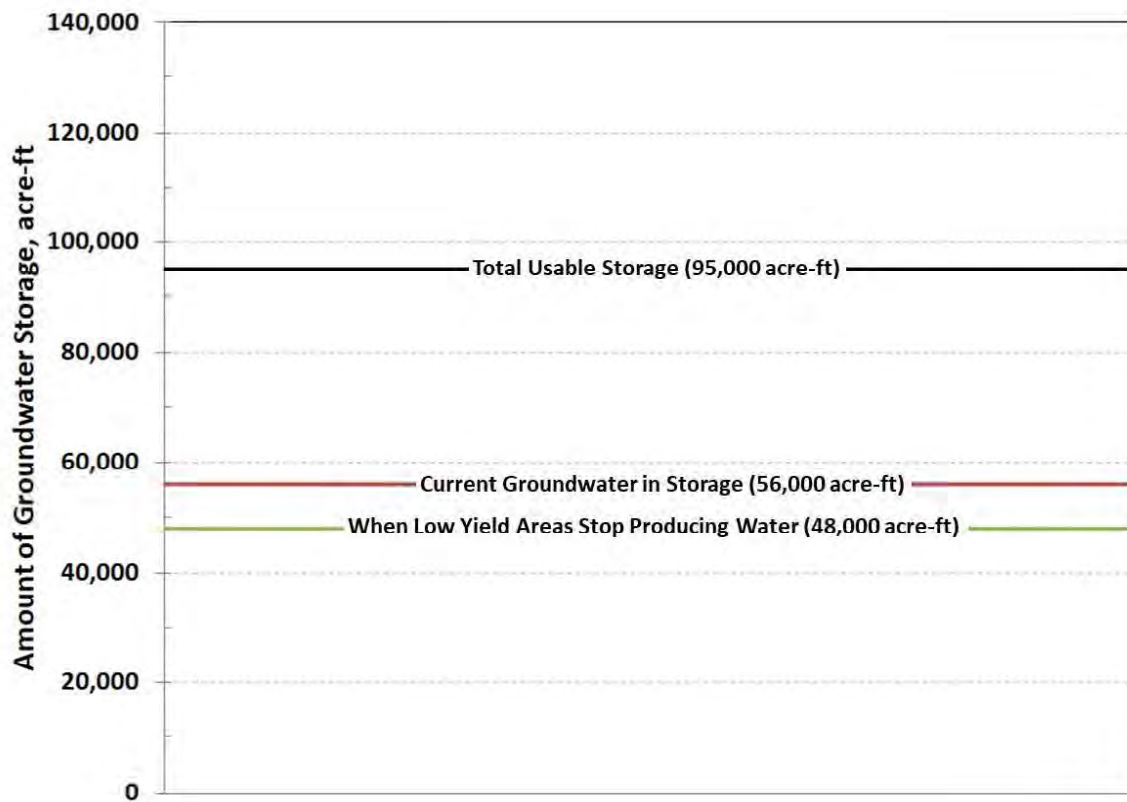 Amount of Groundwater Storage, acre-ft
140,000
120,000
100,000
Total Usable Storage (95,000 acre-ft)
80,000
60,000
Current Groundwater in Storage (56,000 acre-ft)
When Low Yield Areas Stop Producing Water (48,000 acre-ft)
40,000
20,000
0